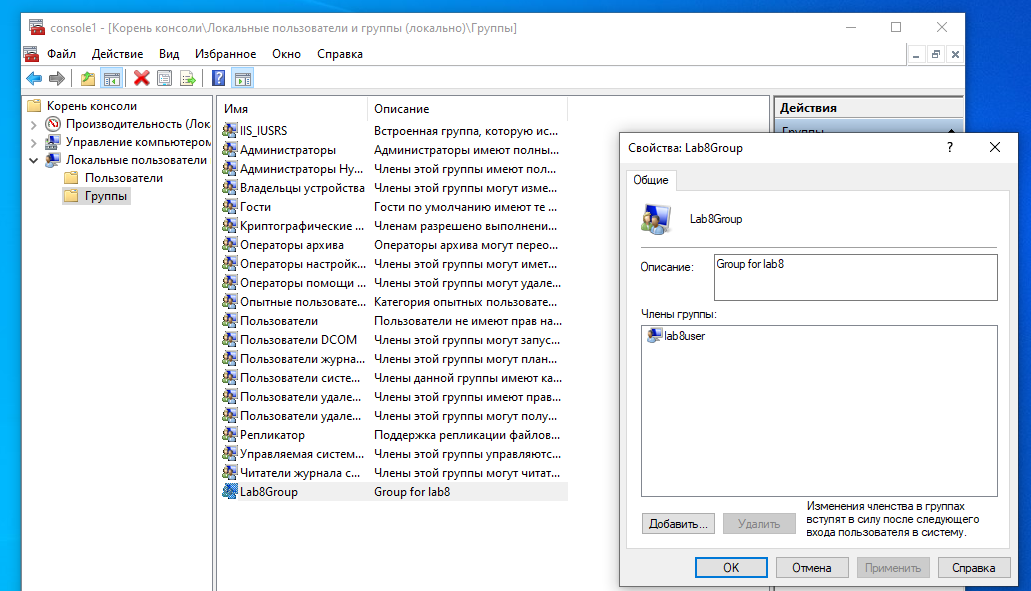 console1 - [Корень консоли\Локальные пользователи и группы (локально)\Группы]
Файл Действие Вид Избранное Окно Справка
Корень консоли
Производительность (Лок
Управление компьютером
Локальные пользователи
Пользователи
Группы
Имя Описание
IIS_IUSRS Встроенная группа, которую ис...
Администраторы Администраторы имеют полны...
Администраторы Hy... Члены этой группы имеют пол...
Владельцы устройства Члены этой группы могут изме...
Гости Гости по умолчанию имеют те ...
Криптографические ... Членам разрешено выполнени...
Операторы архива Операторы архива могут перео...
Операторы настройк... Члены этой группы могут имет...
Операторы помощи ... Члены этой группы могут удале...
Опытные пользовате... Категория опытных пользовате...
Пользователи Пользователи не имеют прав на...
Пользователи DCOM Члены этой группы могут запус...
Пользователи журна... Члены этой группы могут план...
Пользователи систе... Члены данной группы имеют ка...
Пользователи удале... Члены этой группы имеют прав...
Пользователи удале... Члены этой группы могут полу...
Репликатор Поддержка репликации файлов...
Управляемая систем... Члены этой группы управляютс...
Читатели журнала с... Члены этой группы могут читат...
Lab8Group Group for lab8
Действия
Группы
Свойства: Lab8Group
Общие
Lab8Group
Описание: Group for lab8
Члены группы:
lab8user
Добавить... Удалить
Изменения членства в группах
вступят в силу после следующего
входа пользователя в систему.
OK Отмена Применить Справка